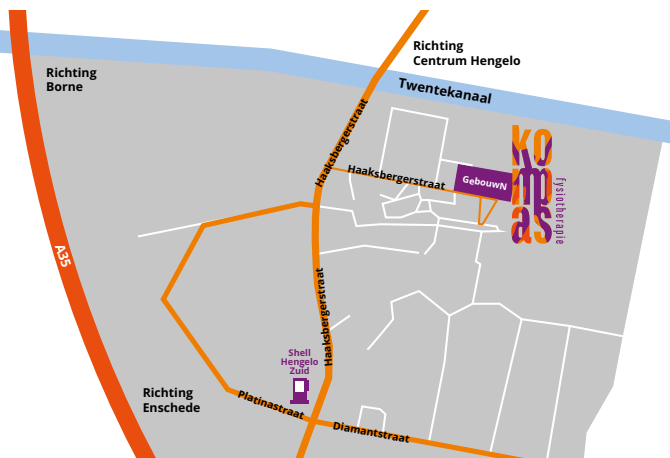 Richting
Centrum Hengelo
Richting
Borne
Twentekanaal
Haaksbergerstraat
Haaksbergerstraat
GebouwN
kompas
fysiotherapie
A35
Haaksbergerstraat
Shell
Hengelo
Zuid
Richting
Enschede
Platinastraat
Diamantstraat